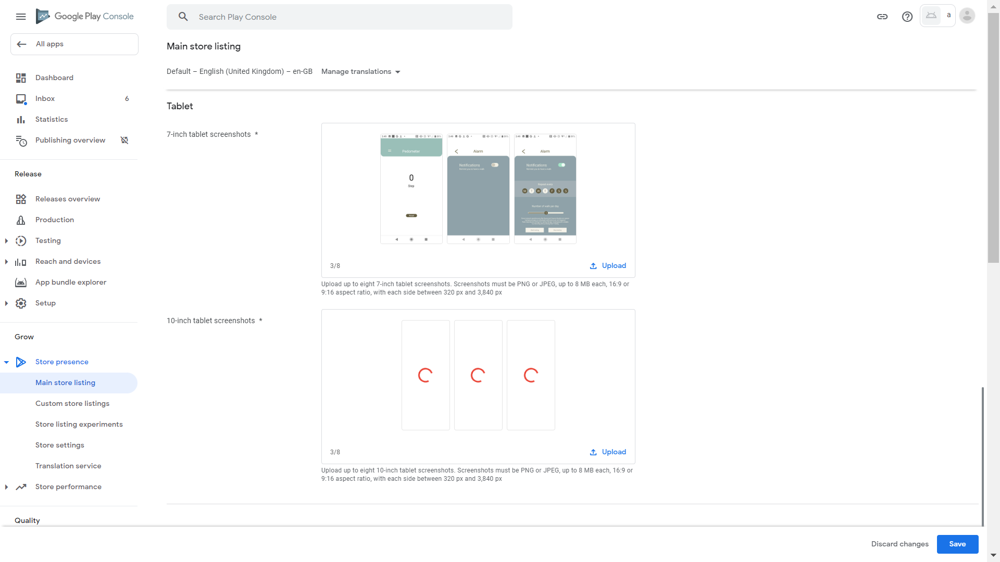 Google Play Console
Search Play Console
a
All apps
Dashboard
Inbox 6
Statistics
Publishing overview
Release
Releases overview
Production
Testing
Reach and devices
App bundle explorer
Setup
Grow
Store presence
Main store listing
Custom store listings
Store listing experiments
Store settings
Translation service
Store performance
Quality
Main store listing
Default – English (United Kingdom) – en-GB Manage translations
Tablet
7-inch tablet screenshots *
Pedometer
0
Step
Alarm
Notifications
Alarm
Notifications
Repeat every
M T W T F S S
Number of walk per day
3/8 Upload
Upload up to eight 7-inch tablet screenshots. Screenshots must be PNG or JPEG, up to 8 MB each, 16:9 or
9:16 aspect ratio, with each side between 320 px and 3,840 px
10-inch tablet screenshots *
3/8 Upload
Upload up to eight 10-inch tablet screenshots. Screenshots must be PNG or JPEG, up to 8 MB each, 16:9 or
9:16 aspect ratio, with each side between 320 px and 3,840 px
Discard changes Save